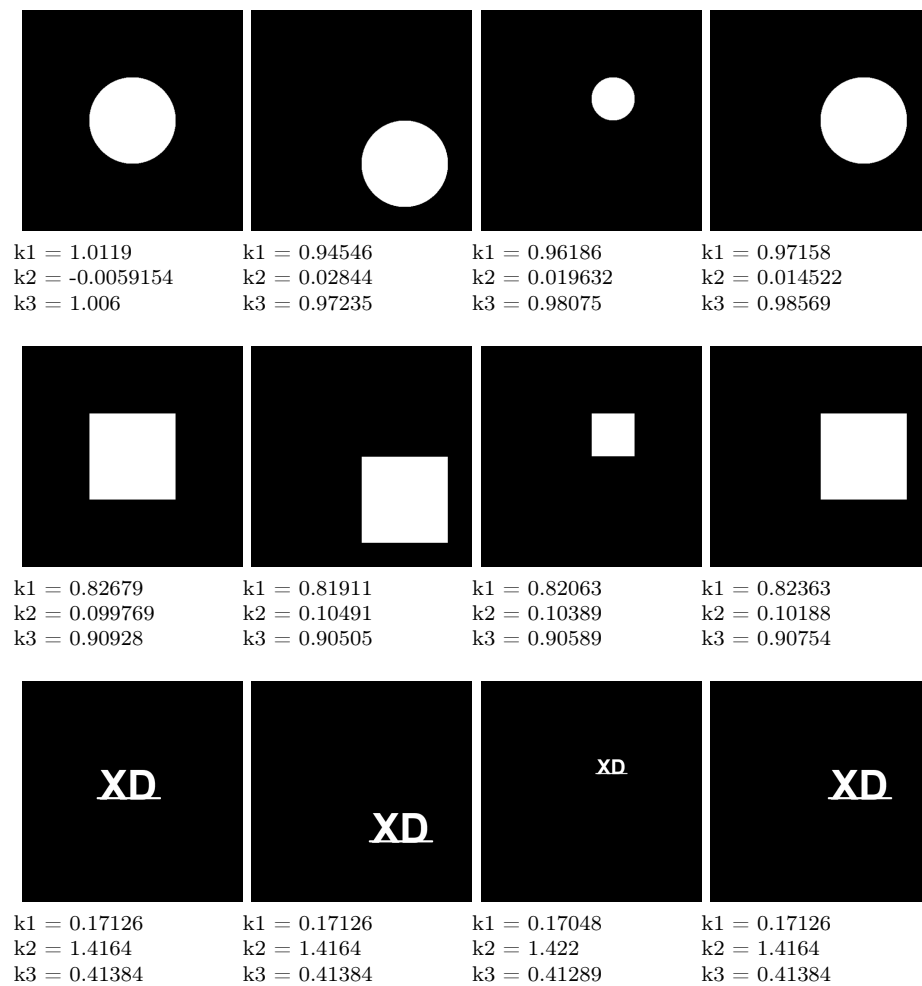 k1 = 1.0119
k2 = -0.0059154
k3 = 1.006
k1 = 0.94546
k2 = 0.02844
k3 = 0.97235
k1 = 0.96186
k2 = 0.019632
k3 = 0.98075
k1 = 0.97158
k2 = 0.014522
k3 = 0.98569
k1 = 0.82679
k2 = 0.099769
k3 = 0.90928
k1 = 0.81911
k2 = 0.10491
k3 = 0.90505
k1 = 0.82063
k2 = 0.10389
k3 = 0.90589
k1 = 0.82363
k2 = 0.10188
k3 = 0.90754
XD
XD
XD
XD
k1 = 0.17126
k2 = 1.4164
k3 = 0.41384
k1 = 0.17126
k2 = 1.4164
k3 = 0.41384
k1 = 0.17048
k2 = 1.422
k3 = 0.41289
k1 = 0.17126
k2 = 1.4164
k3 = 0.41384